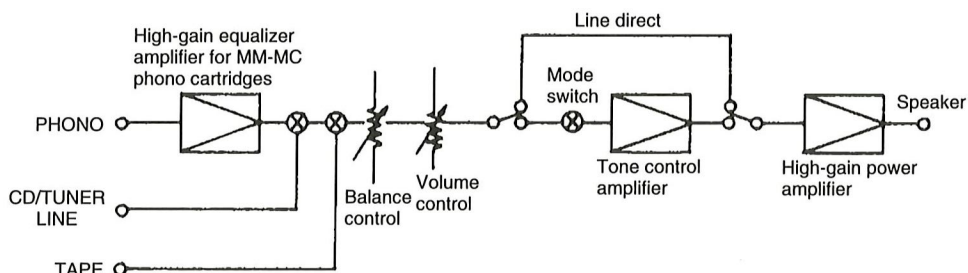 Line direct
High-gain equalizer
amplifier for MM-MC
phono cartridges
Mode
switch
Speaker
PHONO
Tone control
amplifier
High-gain power
amplifier
Volume
control
Balance
control
CD/TUNER
LINE
TAPE